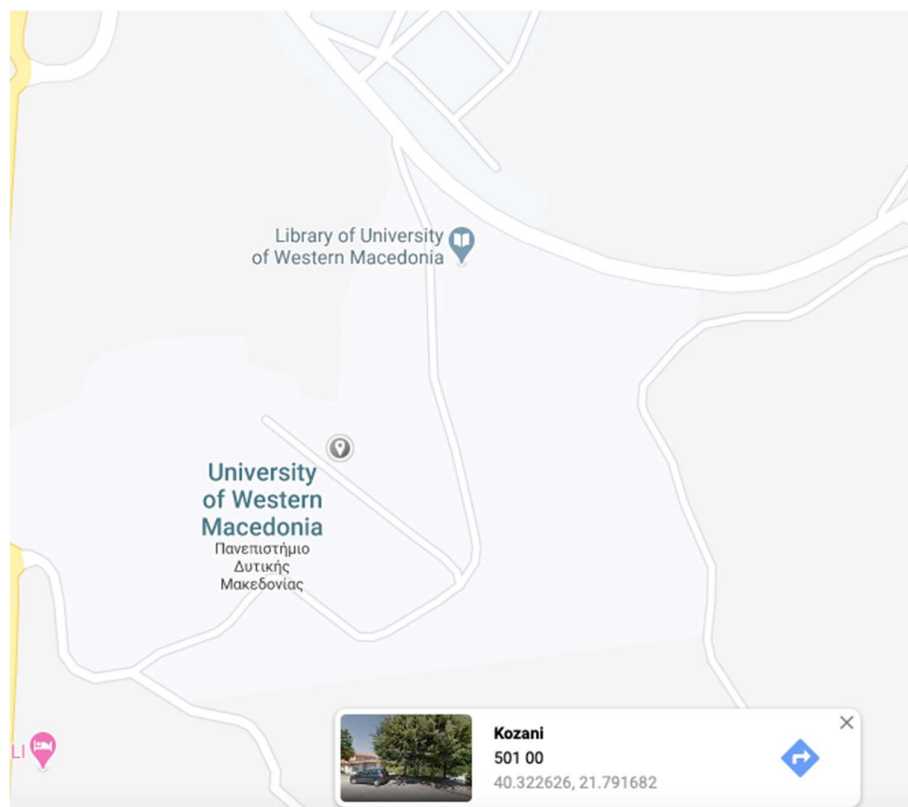 Library of University
of Western Macedonia
University
of Western
Macedonia
Πανεπιστήμιο
Δυτικής
Μακεδονίας
LI
Kozani
501 00
40.322626, 21.791682